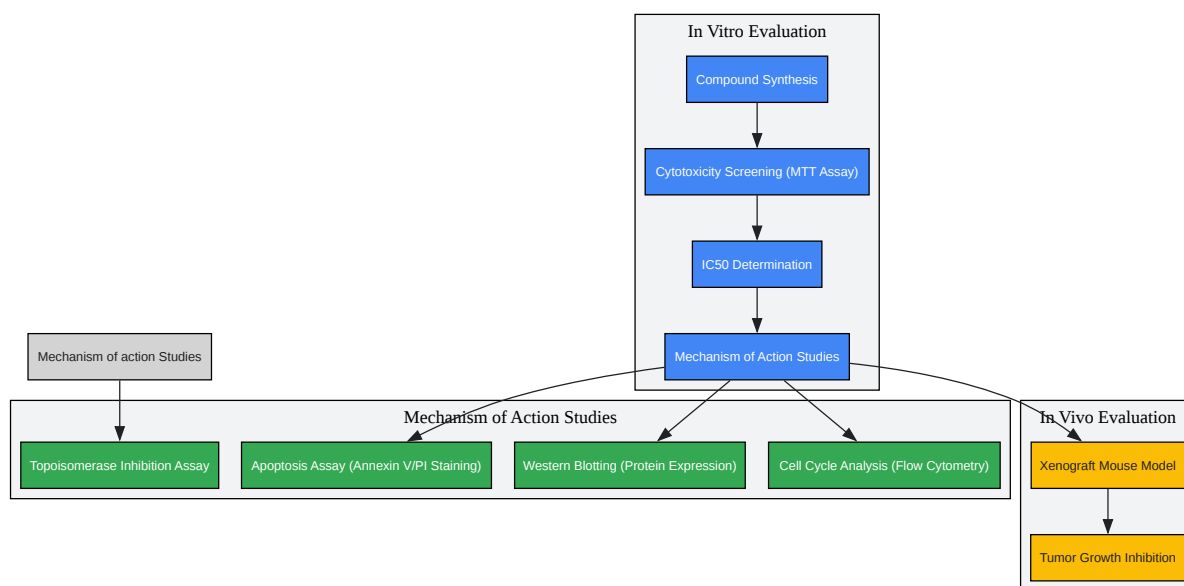 In Vitro Evaluation
Compound Synthesis
Cytotoxicity Screening (MTT Assay)
IC50 Determination
Mechanism of action Studies
Mechanism of Action Studies
Mechanism of Action Studies
In Vivo Evaluation
Topoisomerase Inhibition Assay
Apoptosis Assay (Annexin V/PI Staining)
Western Blotting (Protein Expression)
Cell Cycle Analysis (Flow Cytometry)
Xenograft Mouse Model
Tumor Growth Inhibition